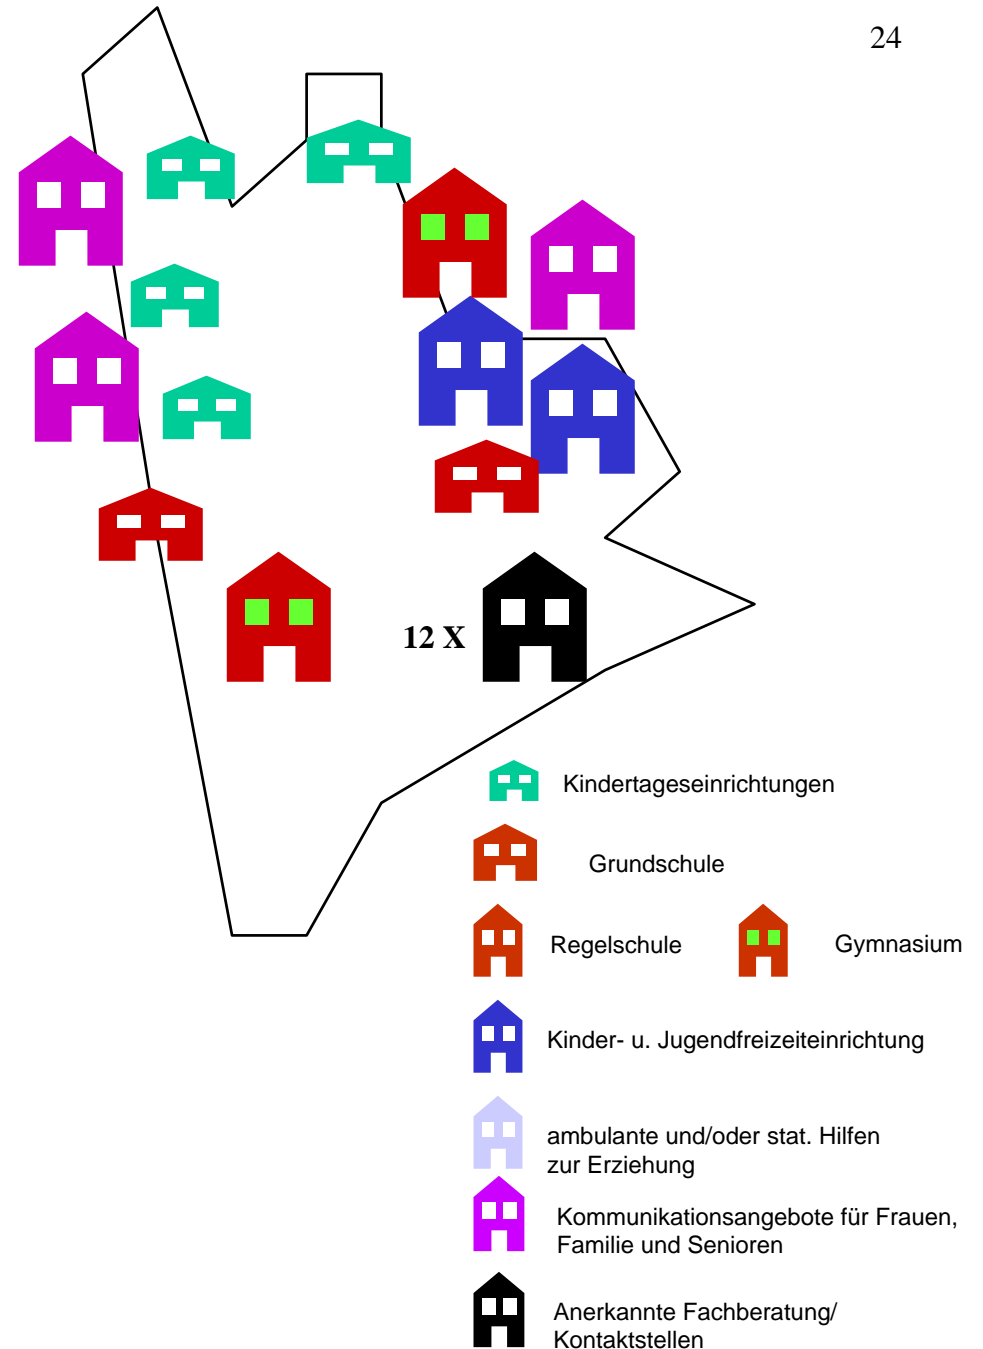 24
12 X
Kindertageseinrichtungen
Grundschule
Regelschule
Gymnasium
Kinder- u. Jugendfreizeiteinrichtung
ambulante und/oder stat. Hilfen
zur Erziehung
Kommunikationsangebote für Frauen,
Familie und Senioren
Anerkannte Fachberatung/
Kontaktstellen